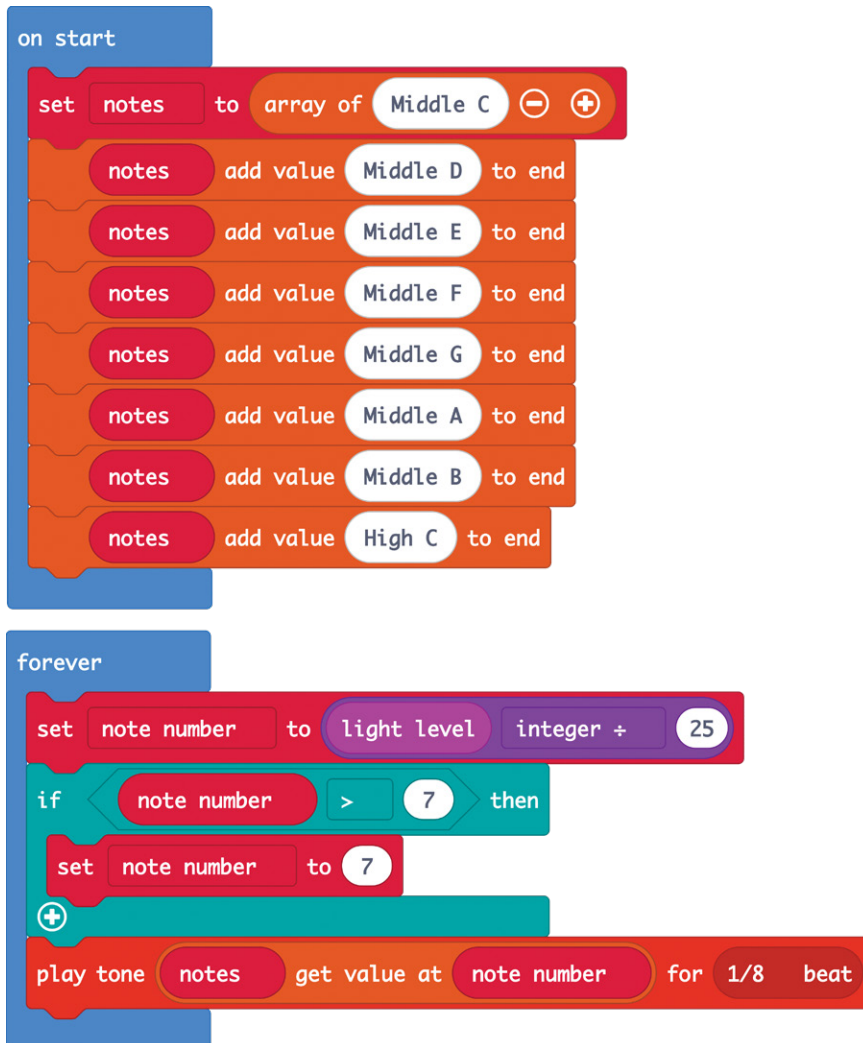 on start
set notes to array of Middle C
notes add value Middle D to end
notes add value Middle E to end
notes add value Middle F to end
notes add value Middle G to end
notes add value Middle A to end
notes add value Middle B to end
notes add value High C to end
forever
set note number to light level integer ÷ 25
if note number > 7 then
set note number to 7
play tone notes get value at note number for 1/8 beat